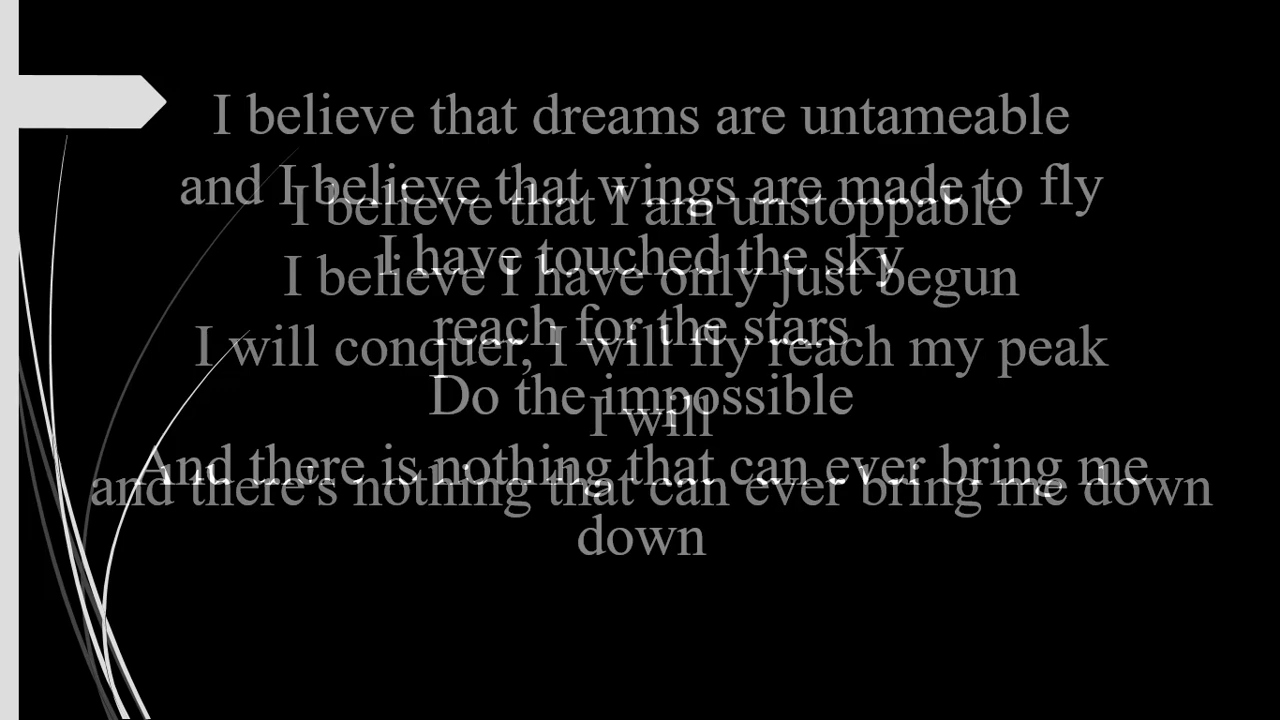 I believe that dreams are untameable
and I believe that wings are made to fly
I have touched the sky
reach for the stars
Do the impossible
And there is nothing that can ever bring me
down
I believe that I am unstoppable
I believe I have only just begun
I will conquer, I will fly reach my peak
I will
and there's nothing that can ever bring me down